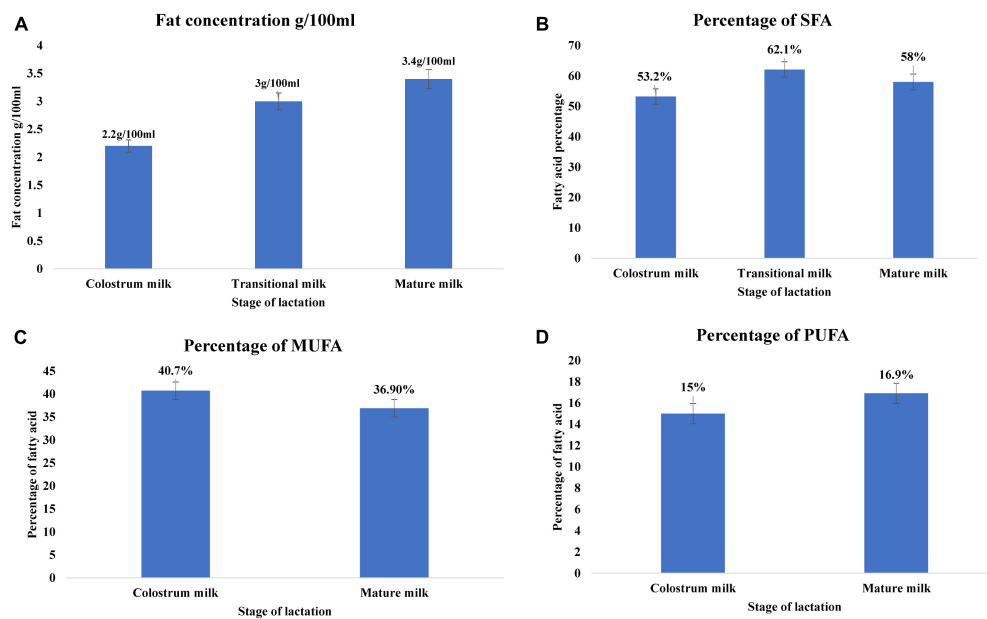 A
Fat concentration g/100ml
Fat concentration g/100ml
4
3.5
3
2.5
2
1.5
1
0.5
0
2.2g/100ml
3g/100ml
3.4g/100ml
Colostrum milk
Transitional milk
Mature milk
Stage of lactation
B
Percentage of SFA
Fatty acid percentage
70
60
50
40
30
20
10
0
53.2%
62.1%
58%
Colostrum milk
Transitional milk
Mature milk
Stage of lactation
C
Percentage of MUFA
Percentage of fatty acid
45
40
35
30
25
20
15
10
5
0
40.7%
36.90%
Colostrum milk
Mature milk
Stage of lactation
D
Percentage of PUFA
Percentage of fatty acid
20
18
16
14
12
10
8
6
4
2
0
15%
16.9%
Colostrum milk
Mature milk
Stage of lactation